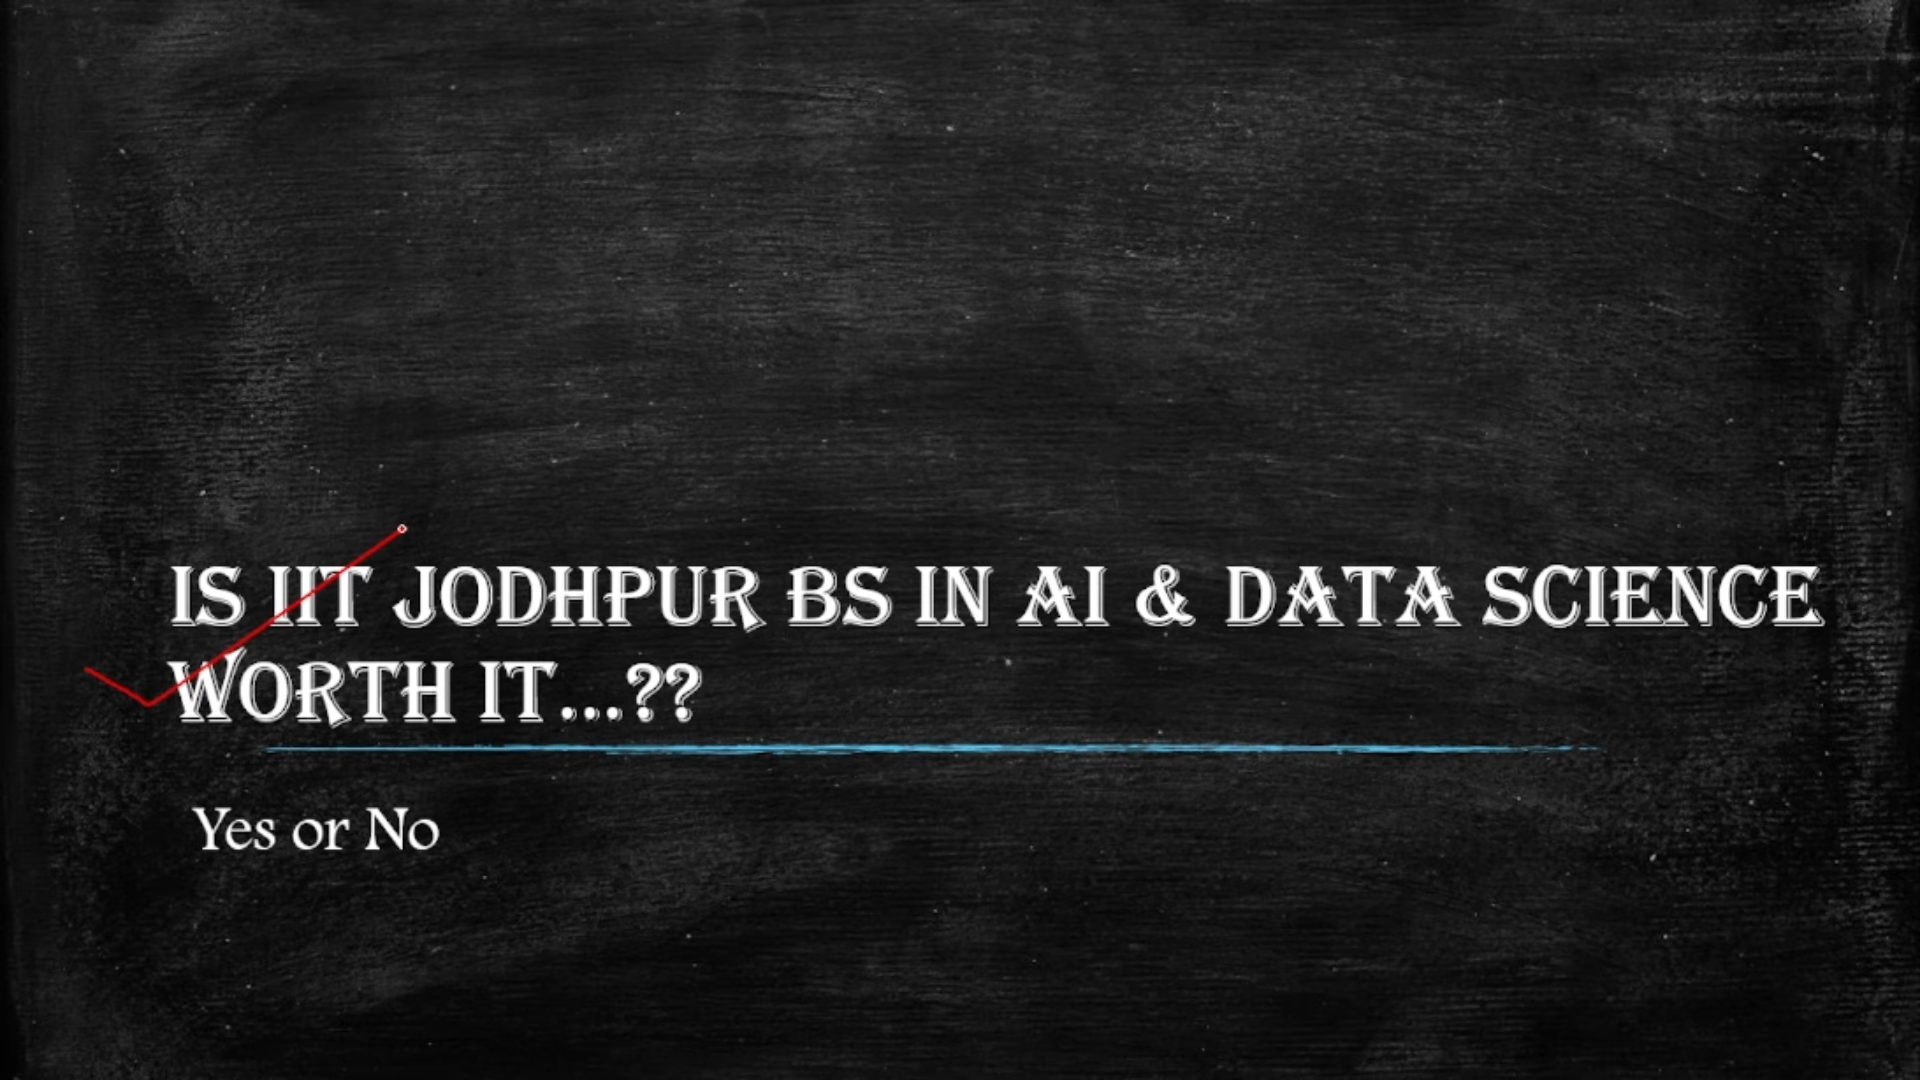 IS IIT JODHPUR BS IN AI & DATA SCIENCE
WORTH IT...??
Yes or No